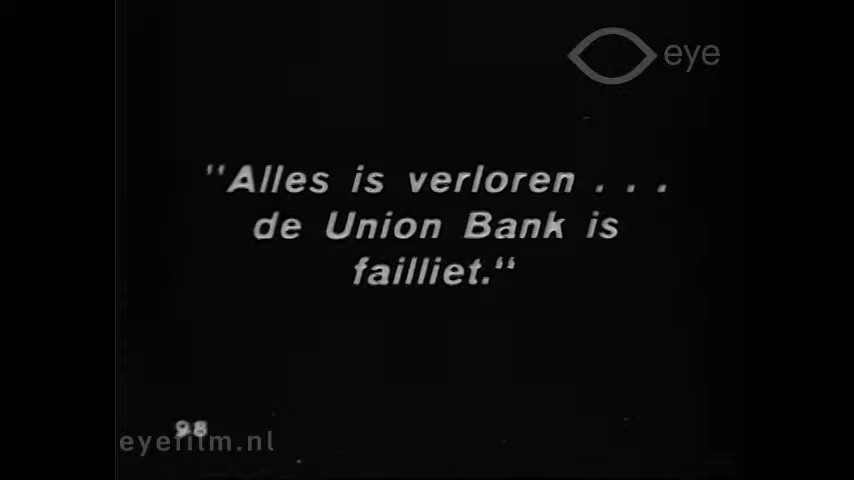 eye
"Alles is verloren . . .
de Union Bank is
failliet."
98
eyefilm.nl